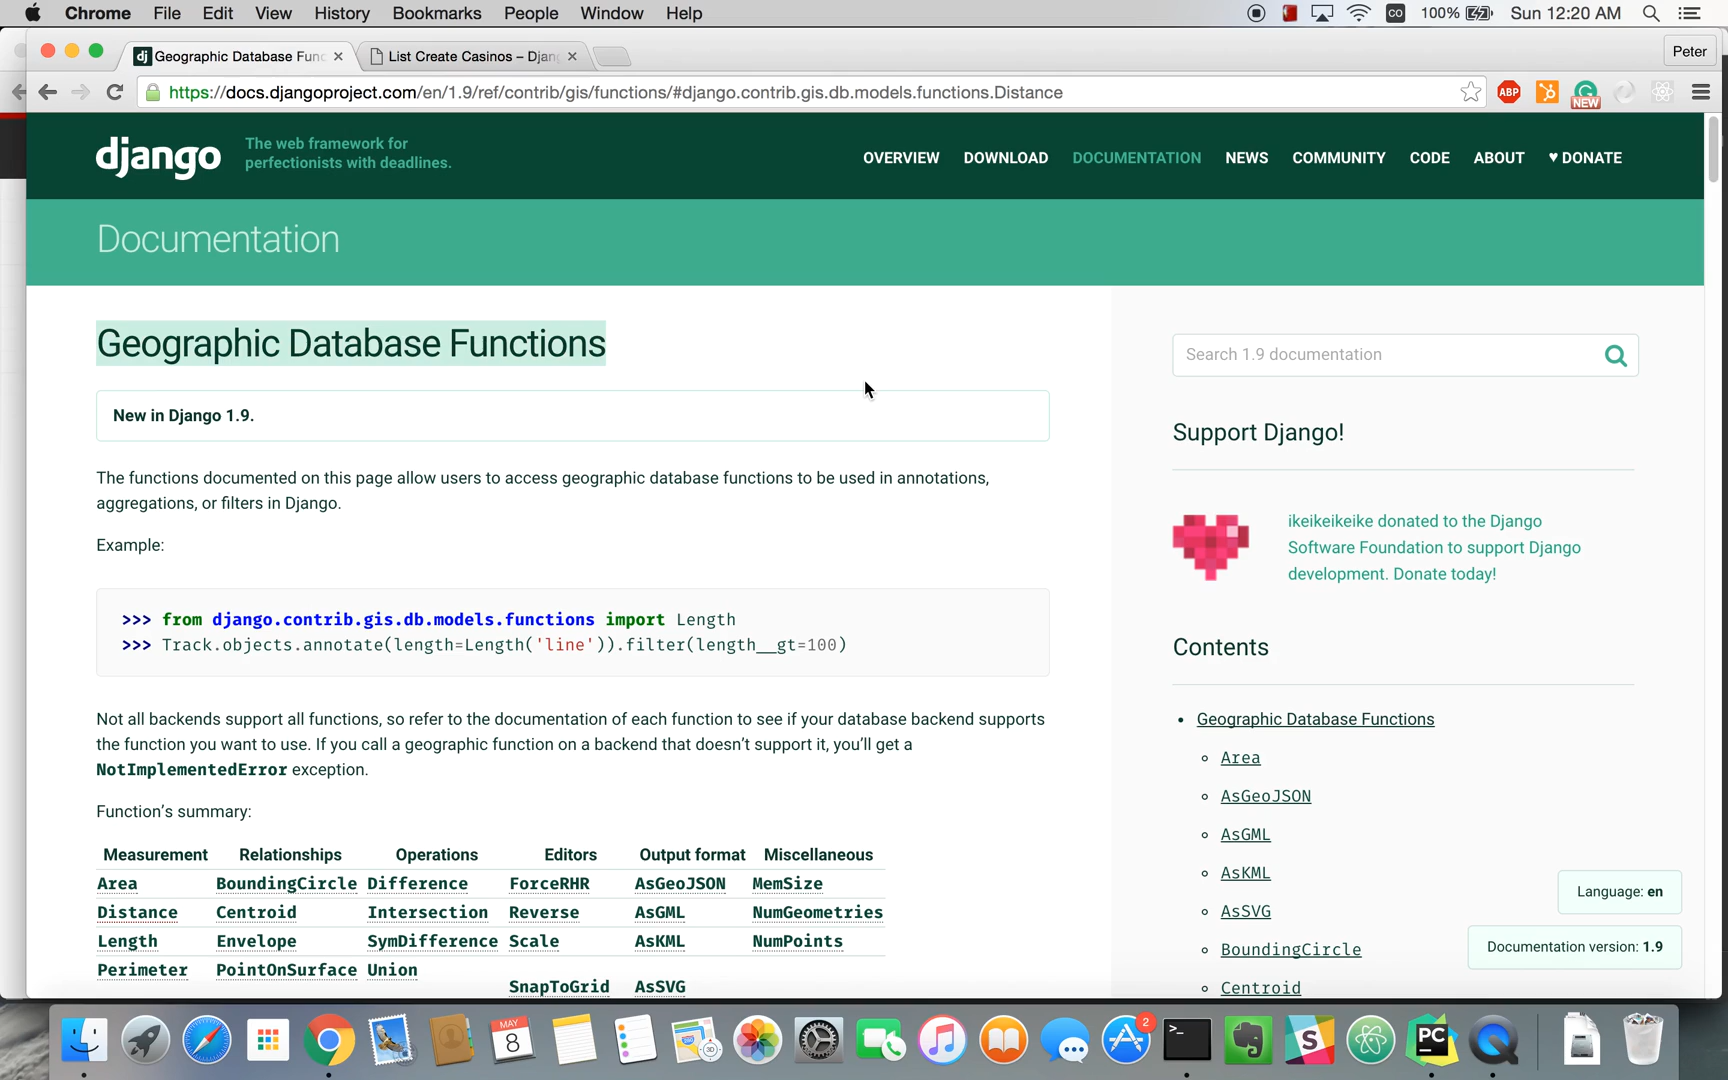 Chrome File Edit View History Bookmarks People Window Help
CO 100% Sun 12:20 AM
dj Geographic Database Func
List Create Casinos – Djan
Peter
https://docs.djangoproject.com/en/1.9/ref/contrib/gis/functions/#django.contrib.gis.db.models.functions.Distance
ABP
NEW
django
The web framework for
perfectionists with deadlines.
OVERVIEW DOWNLOAD DOCUMENTATION NEWS COMMUNITY CODE ABOUT ♥ DONATE
Documentation
Geographic Database Functions
New in Django 1.9.
The functions documented on this page allow users to access geographic database functions to be used in annotations,
aggregations, or filters in Django.
Example:
>>> from django.contrib.gis.db.models.functions import Length
>>> Track.objects.annotate(length=Length('line')).filter(length__gt=100)
Not all backends support all functions, so refer to the documentation of each function to see if your database backend supports
the function you want to use. If you call a geographic function on a backend that doesn't support it, you'll get a
NotImplementedError exception.
Function's summary:
Measurement Relationships Operations Editors Output format Miscellaneous
Area BoundingCircle Difference ForceRHR AsGeoJSON MemSize
Distance Centroid Intersection Reverse AsGML NumGeometries
Length Envelope SymDifference Scale AsKML NumPoints
Perimeter PointOnSurface Union
SnapToGrid AsSVG
Search 1.9 documentation
Support Django!
ikeikeikeike donated to the Django
Software Foundation to support Django
development. Donate today!
Contents
• Geographic Database Functions
Area
AsGeoJSON
AsGML
AsKML
AsSVG
BoundingCircle
Centroid
Language: en
Documentation version: 1.9
MAY
8
3D
2
>_
PC